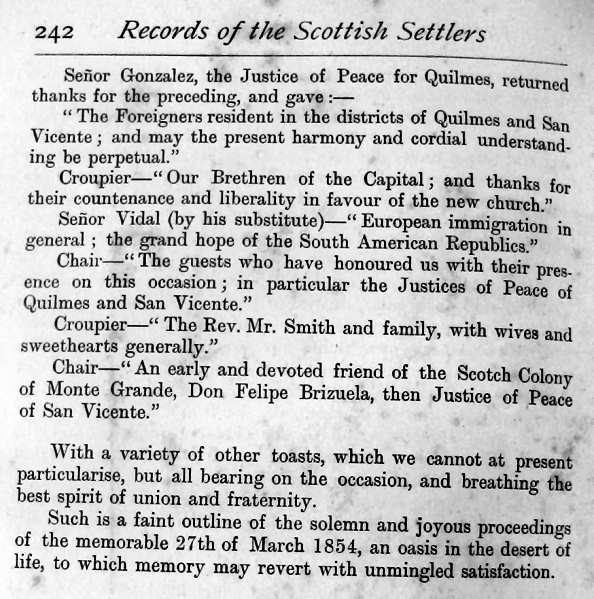 242 Records of the Scottish Settlers
Señor Gonzalez, the Justice of Peace for Quilmes, returned
thanks for the preceding, and gave :—
“ The Foreigners resident in the districts of Quilmes and San
Vicente ; and may the present harmony and cordial understand-
ing be perpetual.”
Croupier—“ Our Brethren of the Capital ; and thanks for
their countenance and liberality in favour of the new church.”
Señor Vidal (by his substitute)—“ European immigration in
general ; the grand hope of the South American Republics.”
Chair—“ The guests who have honoured us with their pres-
ence on this occasion ; in particular the Justices of Peace of
Quilmes and San Vicente.”
Croupier—“ The Rev. Mr. Smith and family, with wives and
sweethearts generally.”
Chair—“ An early and devoted friend of the Scotch Colony
of Monte Grande, Don Felipe Brizuela, then Justice of Peace
of San Vicente.”
With a variety of other toasts, which we cannot at present
particularise, but all bearing on the occasion, and breathing the
best spirit of union and fraternity.
Such is a faint outline of the solemn and joyous proceedings
of the memorable 27th of March 1854, an oasis in the desert of
life, to which memory may revert with unmingled satisfaction.